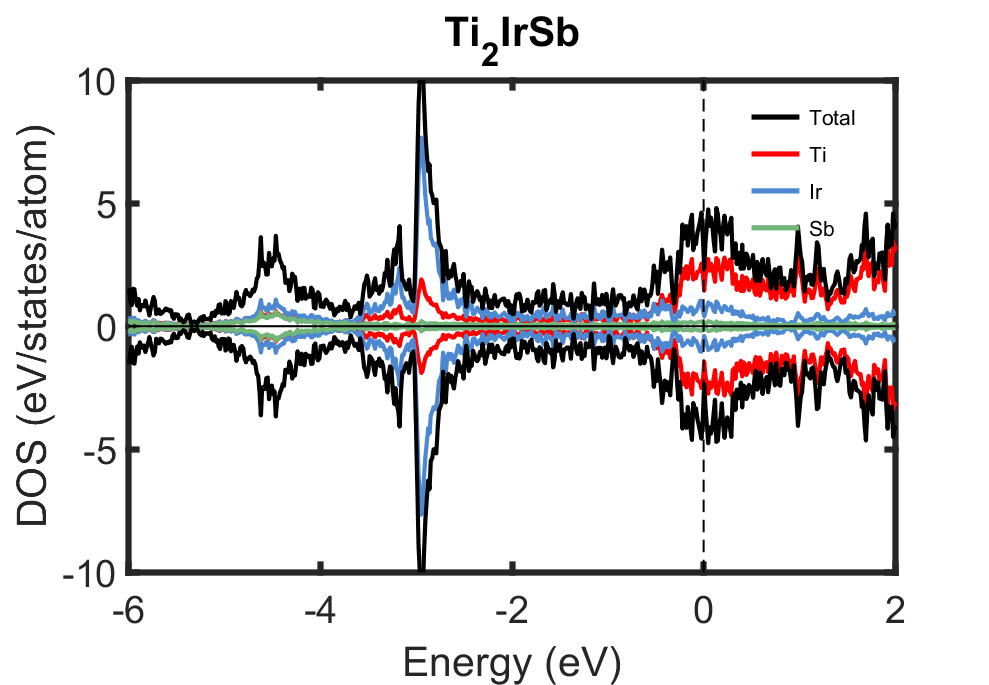 Ti2IrSb
DOS (eV/states/atom)
10
5
0
-5
-10
Total
Ti
Ir
Sb
-6
-4
-2
0
2
Energy (eV)